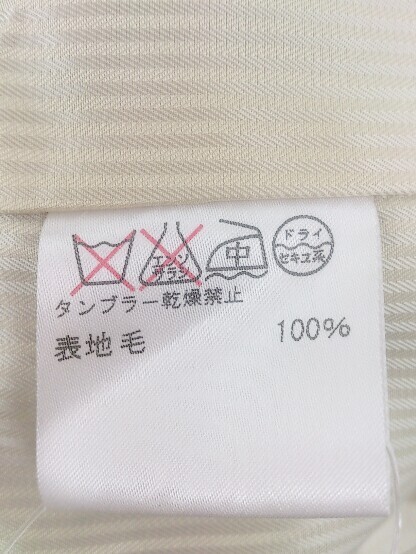 エンソ
サラシ
中
ドライ
セキユ系
タンブラー乾燥禁止
表地毛 100%